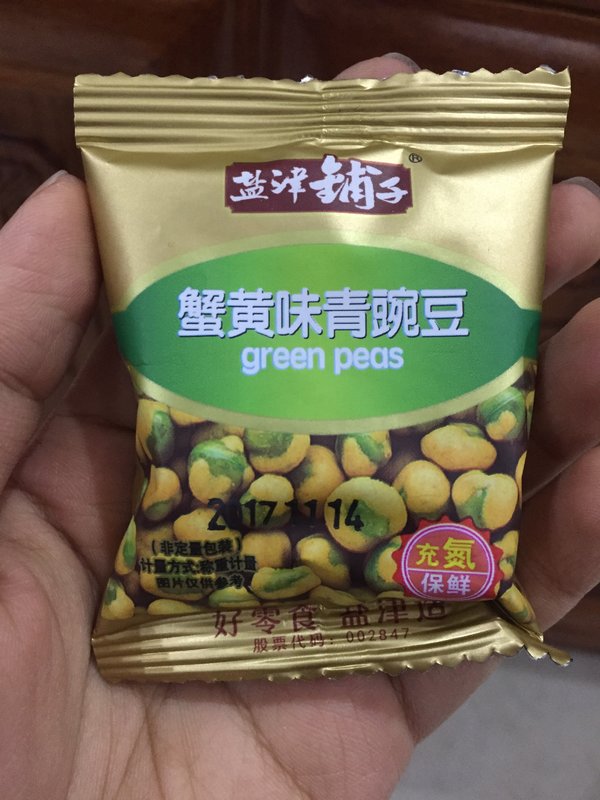 盐津铺子®
蟹黄味青豌豆
green peas
2017 11 14
(非定量包装)
计量方式:称重计量
图片仅供参考
充氮
保鲜
好零食 盐津造
股票代码: 002847